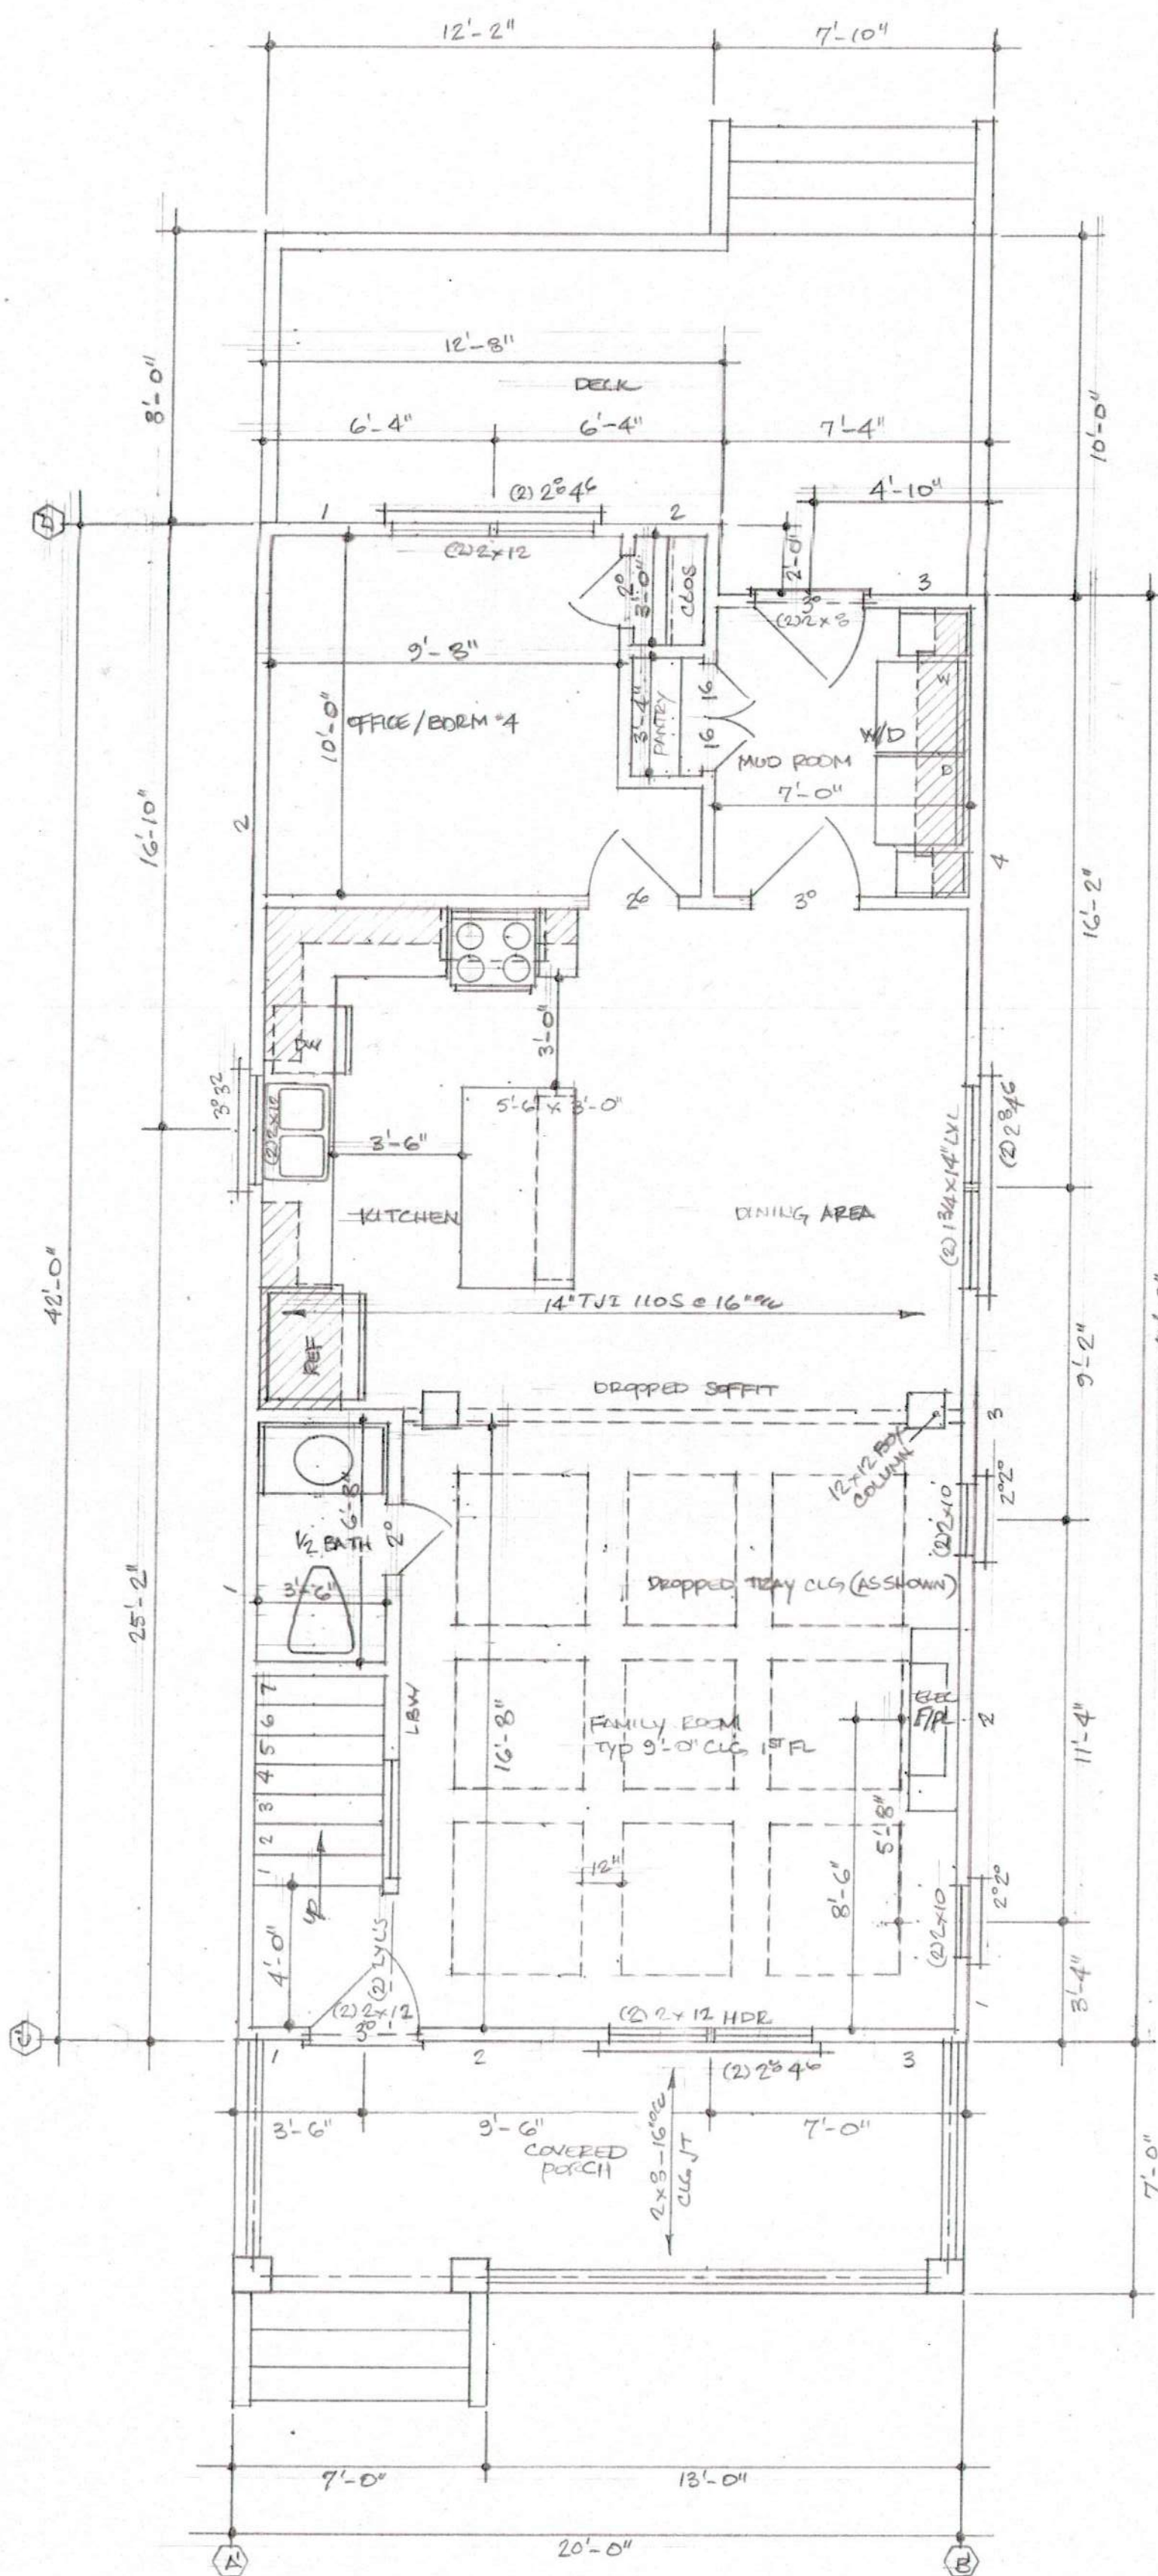 12'-2"
7'-10"
8'-0"
12'-8"
DECK
6'-4"
6'-4"
7'-4"
10'-0"
4'-10"
(2) 2⁸4⁶
D
1
2
(2) 2x12
2'-0"
3
3⁰
(2) 2x8
2⁰
3'-0"
CLOS
9'-8"
10'-0"
OFFICE/BDRM #4
3'-4"
PANTRY
16
16
MUD ROOM
W/D
W
D
7'-0"
16'-10"
2
4
16'-2"
2⁶
3⁰
3'-0"
DW
3⁰3²
(2) 2x10
5'-6" x 3'-0"
3'-6"
KITCHEN
DINING AREA
(2) 1 3/4 x 14" LVL
(2) 2⁸4⁶
42'-0"
14" TJI 110S @ 16" o/c
REF
DROPPED SOFFIT
9'-2"
3
12x12 BOX
COLUMN
6'-8"
1/2 BATH
2⁰
3'-6"
(2) 2x10
2⁰2⁰
DROPPED TRAY CLG (AS SHOWN)
1
25'-2"
LBW
7
6
5
4
3
2
1
16'-8"
FAMILY ROOM
TYP 9'-0" CLG 1ST FL
ELEC
F/PL
2
11'-4"
5'-8"
12"
8'-6"
UP
4'-0"
(2) 2x10
2⁰2⁰
3'-4"
1
(2) 2x12
3⁰
(2) 2x12 HDR
C
1
2
(2) 2⁸4⁶
3
3'-6"
9'-6"
7'-0"
COVERED
PORCH
2x8-16" o/c
CLG JT
7'-0"
7'-0"
13'-0"
20'-0"
A
B